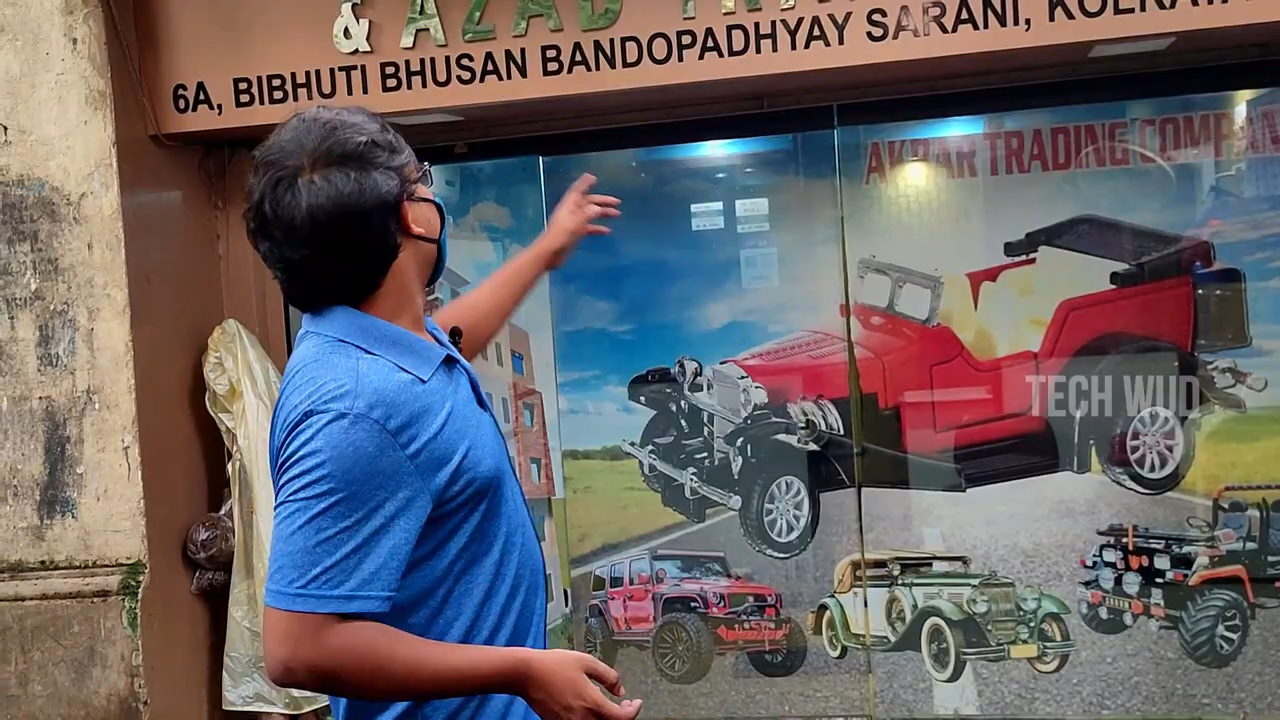 & AZAD
6A, BIBHUTI BHUSAN BANDOPADHYAY SARANI, KOLKATA
AKBAR TRADING COMPAN
TECH WUD